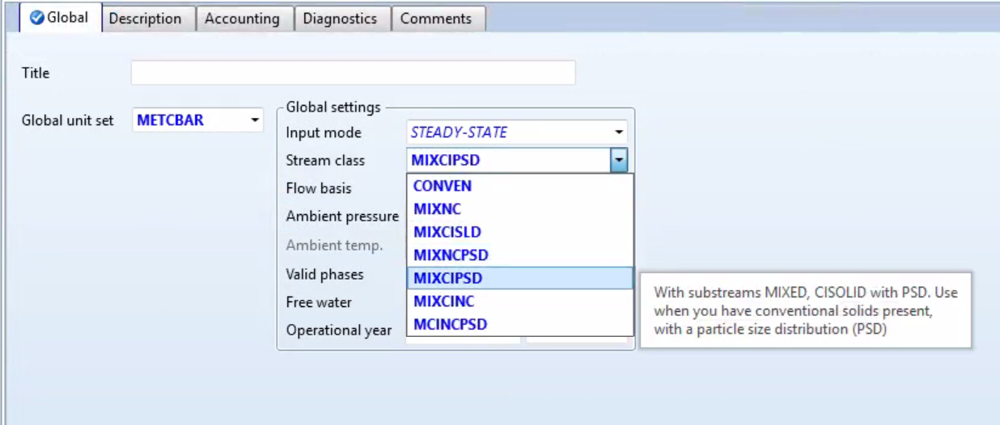 Global
Description
Accounting
Diagnostics
Comments
Title
Global unit set
METCBAR
Global settings
Input mode
STEADY-STATE
Stream class
MIXCIPSD
Flow basis
CONVEN
Ambient pressure
MIXNC
MIXCISLD
Ambient temp.
MIXNCPSD
Valid phases
MIXCIPSD
Free water
MIXCINC
Operational year
MCINCPSD
With substreams MIXED, CISOLID with PSD. Use
when you have conventional solids present,
with a particle size distribution (PSD)